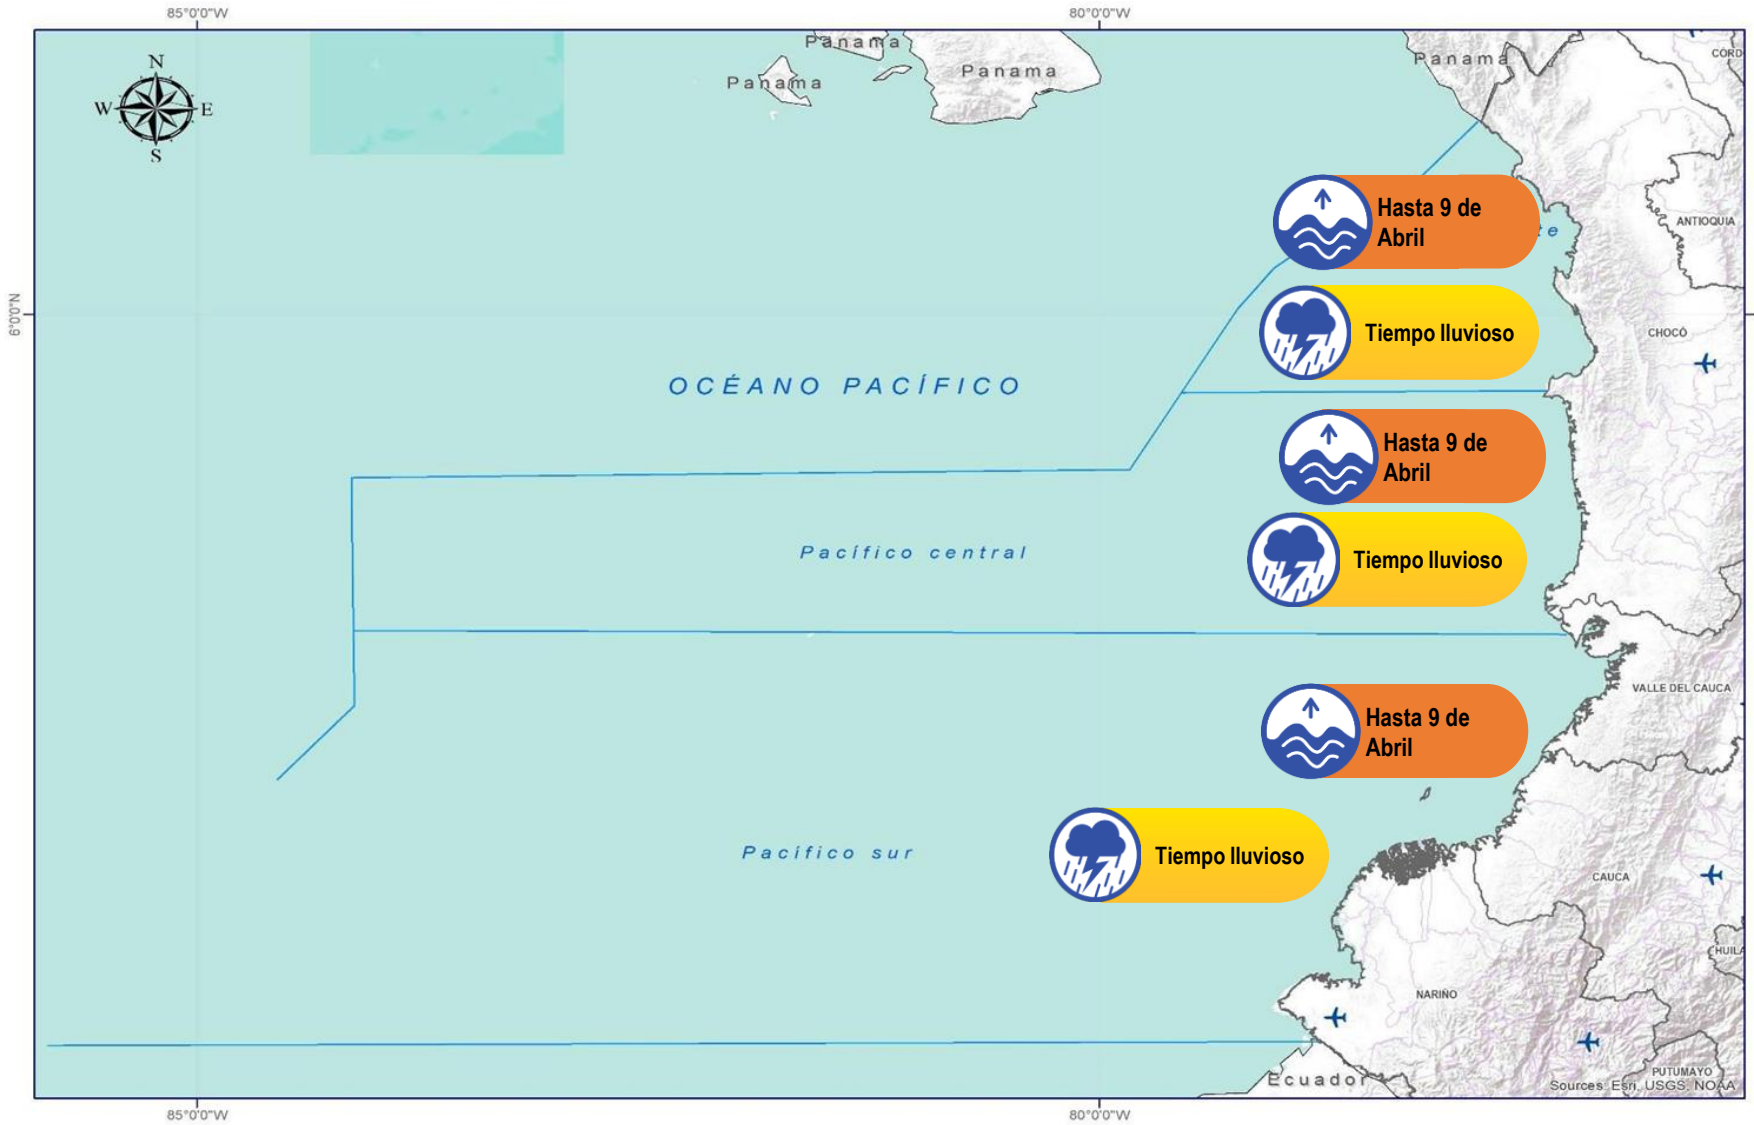 85°0'0"W
80°0'0"W
Panama
Panama
Panama
Panama
CORD
N
W
E
S
Hasta 9 de
Abril
te
ANTIOQUIA
6°0'0"N
Tiempo lluvioso
CHOCÓ
OCÉANO PACÍFICO
Hasta 9 de
Abril
Pacífico central
Tiempo lluvioso
VALLE DEL CAUCA
Hasta 9 de
Abril
Pacífico sur
Tiempo lluvioso
CAUCA
HUILA
NARIÑO
Ecuador
PUTUMAYO
Sources: Esri, USGS, NOAA
85°0'0"W
80°0'0"W